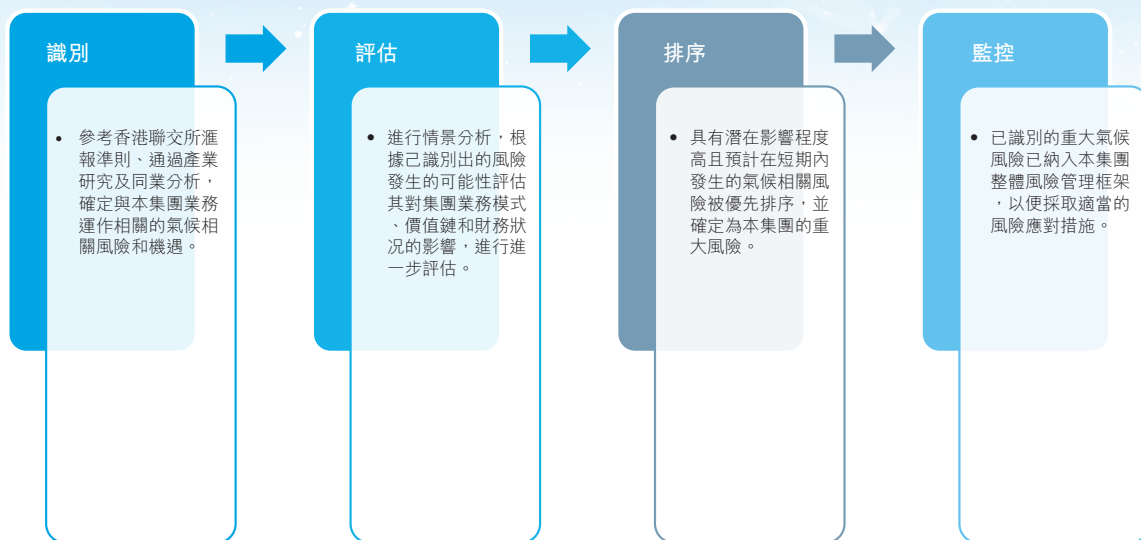 識別
• 參考香港聯交所滙
報準則、通過產業
研究及同業分析，
確定與本集團業務
運作相關的氣候相
關風險和機遇。
評估
• 進行情景分析，根
據己識別出的風險
發生的可能性評估
其對集團業務模式
、價值鏈和財務狀
況的影響，進行進
一步評估。
排序
• 具有潛在影響程度
高且預計在短期內
發生的氣候相關風
險被優先排序，並
確定為本集團的重
大風險。
監控
• 已識別的重大氣候
風險已納入本集團
整體風險管理框架
，以便採取適當的
風險應對措施。